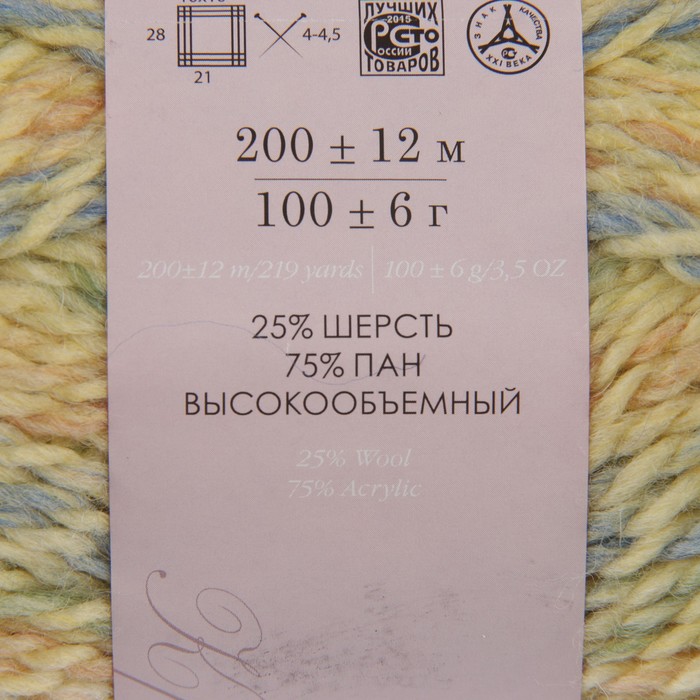 28
4-4,5
21
ЛУЧШИХ
2015
РСТО
РОССИИ
ТОВАРОВ
ЗНАК КАЧЕСТВА
XXI ВЕКА
200 ± 12 м
100 ± 6 г
200±12 m/219 yards | 100 ± 6 g/3,5 OZ
25% ШЕРСТЬ
75% ПАН
ВЫСОКООБЪЕМНЫЙ
25% Wool
75% Acrylic